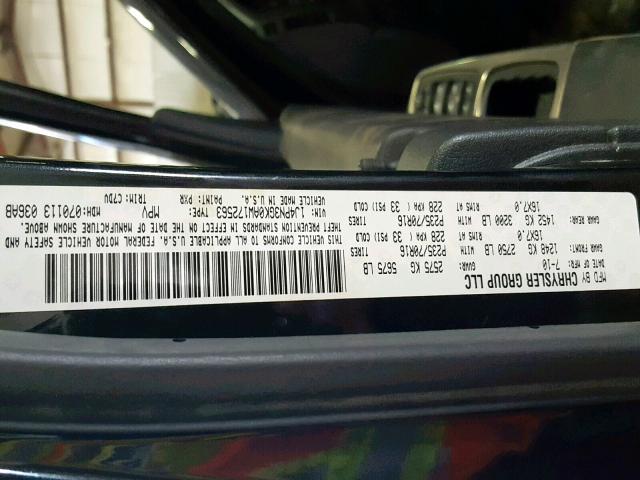 MFD BY CHRYSLER GROUP LLC
DATE OF MFR: 7-10 GVWR: 2575 KG 5675 LB
GAWR FRONT: 1248 KG 2750 LB P235/70R16 TIRES
16X7.0 RIMS AT 228 KPA( 33 PSI) COLD
GAWR REAR: 1452 KG 3200 LB P235/70R16 TIRES
16X7.0 RIMS AT 228 KPA( 33 PSI) COLD
THIS VEHICLE CONFORMS TO ALL U.S.A. APPLICABLE FEDERAL MOTOR VEHICLE SAFETY AND
THEFT PREVENTION STANDARDS IN EFFECT ON THE DATE OF MANUFACTURE SHOWN ABOVE.
VIN: 1J4PN3GK0AW172563 TYPE: MPV MDH:070113 036AB
VEHICLE MADE IN U.S.A. PAINT: PXR TRIM: C7DV